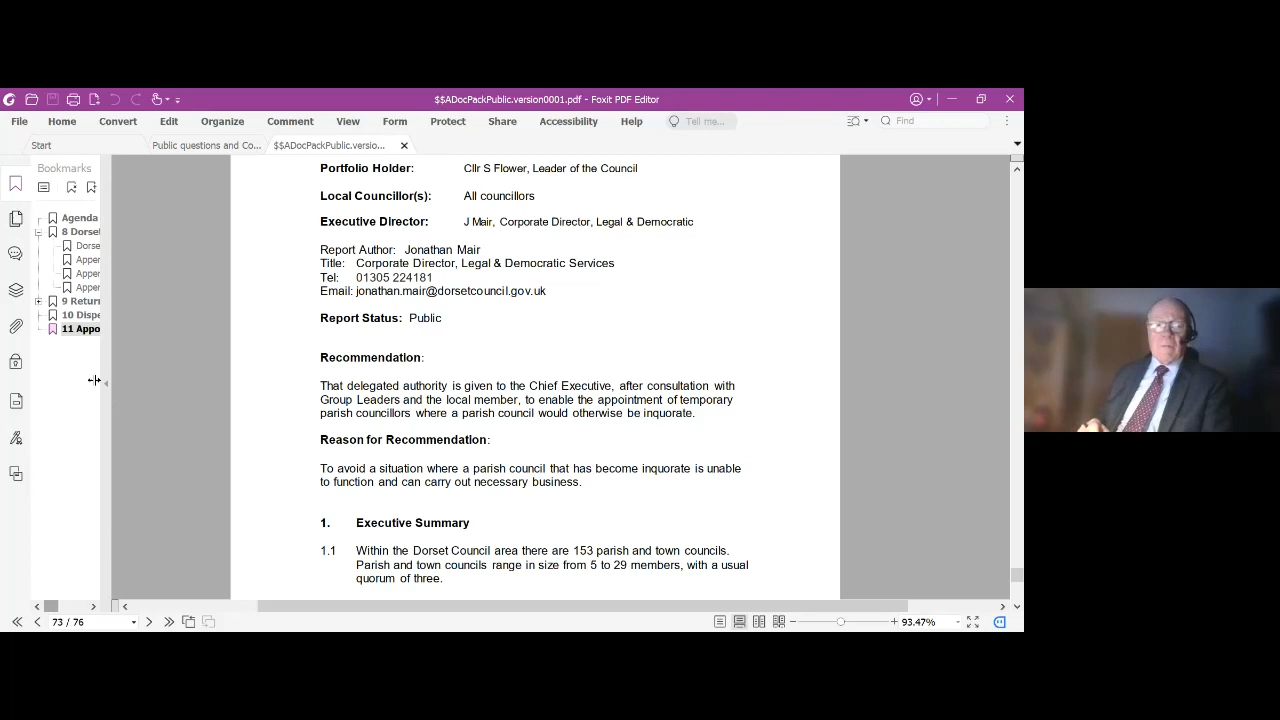 $$ADocPackPublic.version0001.pdf - Foxit PDF Editor
File Home Convert Edit Organize Comment View Form Protect Share Accessibility Help Tell me... Find
Start Public questions and Co... $$ADocPackPublic.versio...
Bookmarks
Agenda
8 Dorset
Dorse
Apper
Apper
Apper
9 Return
10 Dispe
11 Appo
Portfolio Holder: Cllr S Flower, Leader of the Council
Local Councillor(s): All councillors
Executive Director: J Mair, Corporate Director, Legal & Democratic
Report Author: Jonathan Mair
Title: Corporate Director, Legal & Democratic Services
Tel: 01305 224181
Email: jonathan.mair@dorsetcouncil.gov.uk
Report Status: Public
Recommendation:
That delegated authority is given to the Chief Executive, after consultation with
Group Leaders and the local member, to enable the appointment of temporary
parish councillors where a parish council would otherwise be inquorate.
Reason for Recommendation:
To avoid a situation where a parish council that has become inquorate is unable
to function and can carry out necessary business.
1. Executive Summary
1.1 Within the Dorset Council area there are 153 parish and town councils.
Parish and town councils range in size from 5 to 29 members, with a usual
quorum of three.
73 / 76
93.47%